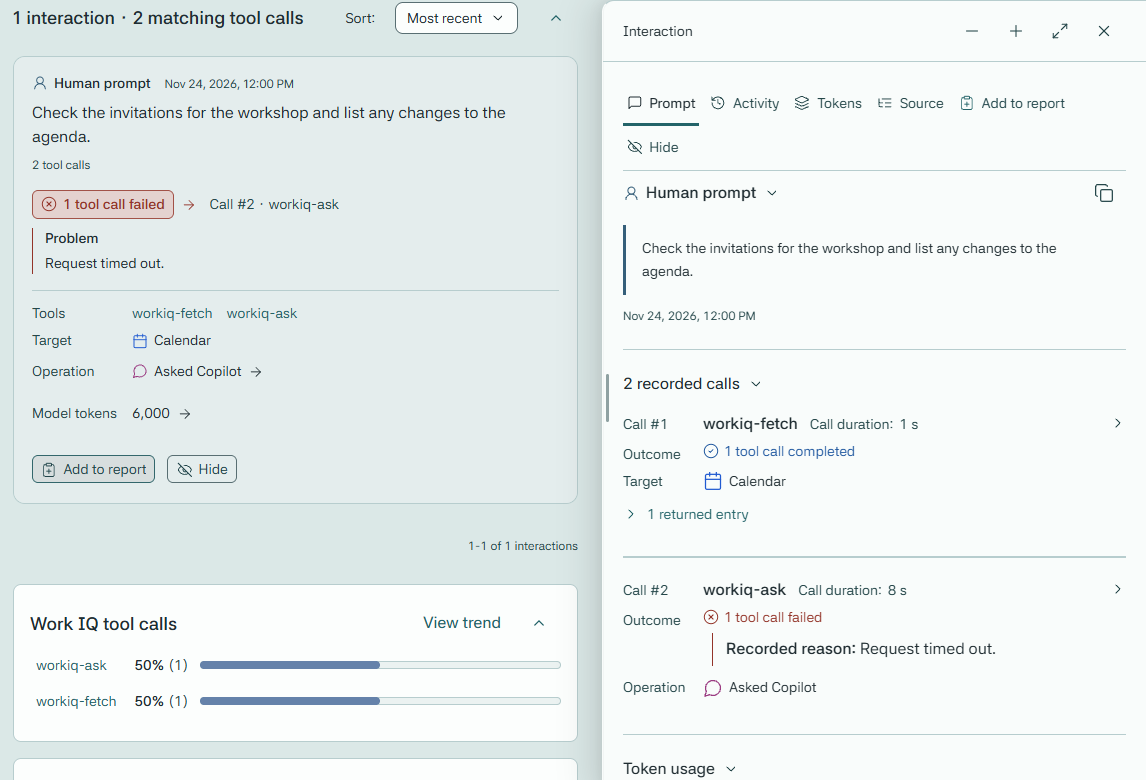 1 interaction · 2 matching tool calls
Sort:
Most recent
Human prompt Nov 24, 2026, 12:00 PM
Check the invitations for the workshop and list any changes to the
agenda.
2 tool calls
1 tool call failed → Call #2 · workiq-ask
Problem
Request timed out.
Tools workiq-fetch workiq-ask
Target Calendar
Operation Asked Copilot →
Model tokens 6,000 →
Add to report Hide
1-1 of 1 interactions
Work IQ tool calls View trend
workiq-ask 50% (1)
workiq-fetch 50% (1)
Interaction
Prompt Activity Tokens Source Add to report
Hide
Human prompt
Check the invitations for the workshop and list any changes to the
agenda.
Nov 24, 2026, 12:00 PM
2 recorded calls
Call #1 workiq-fetch Call duration: 1 s
Outcome 1 tool call completed
Target Calendar
1 returned entry
Call #2 workiq-ask Call duration: 8 s
Outcome 1 tool call failed
Recorded reason: Request timed out.
Operation Asked Copilot
Token usage